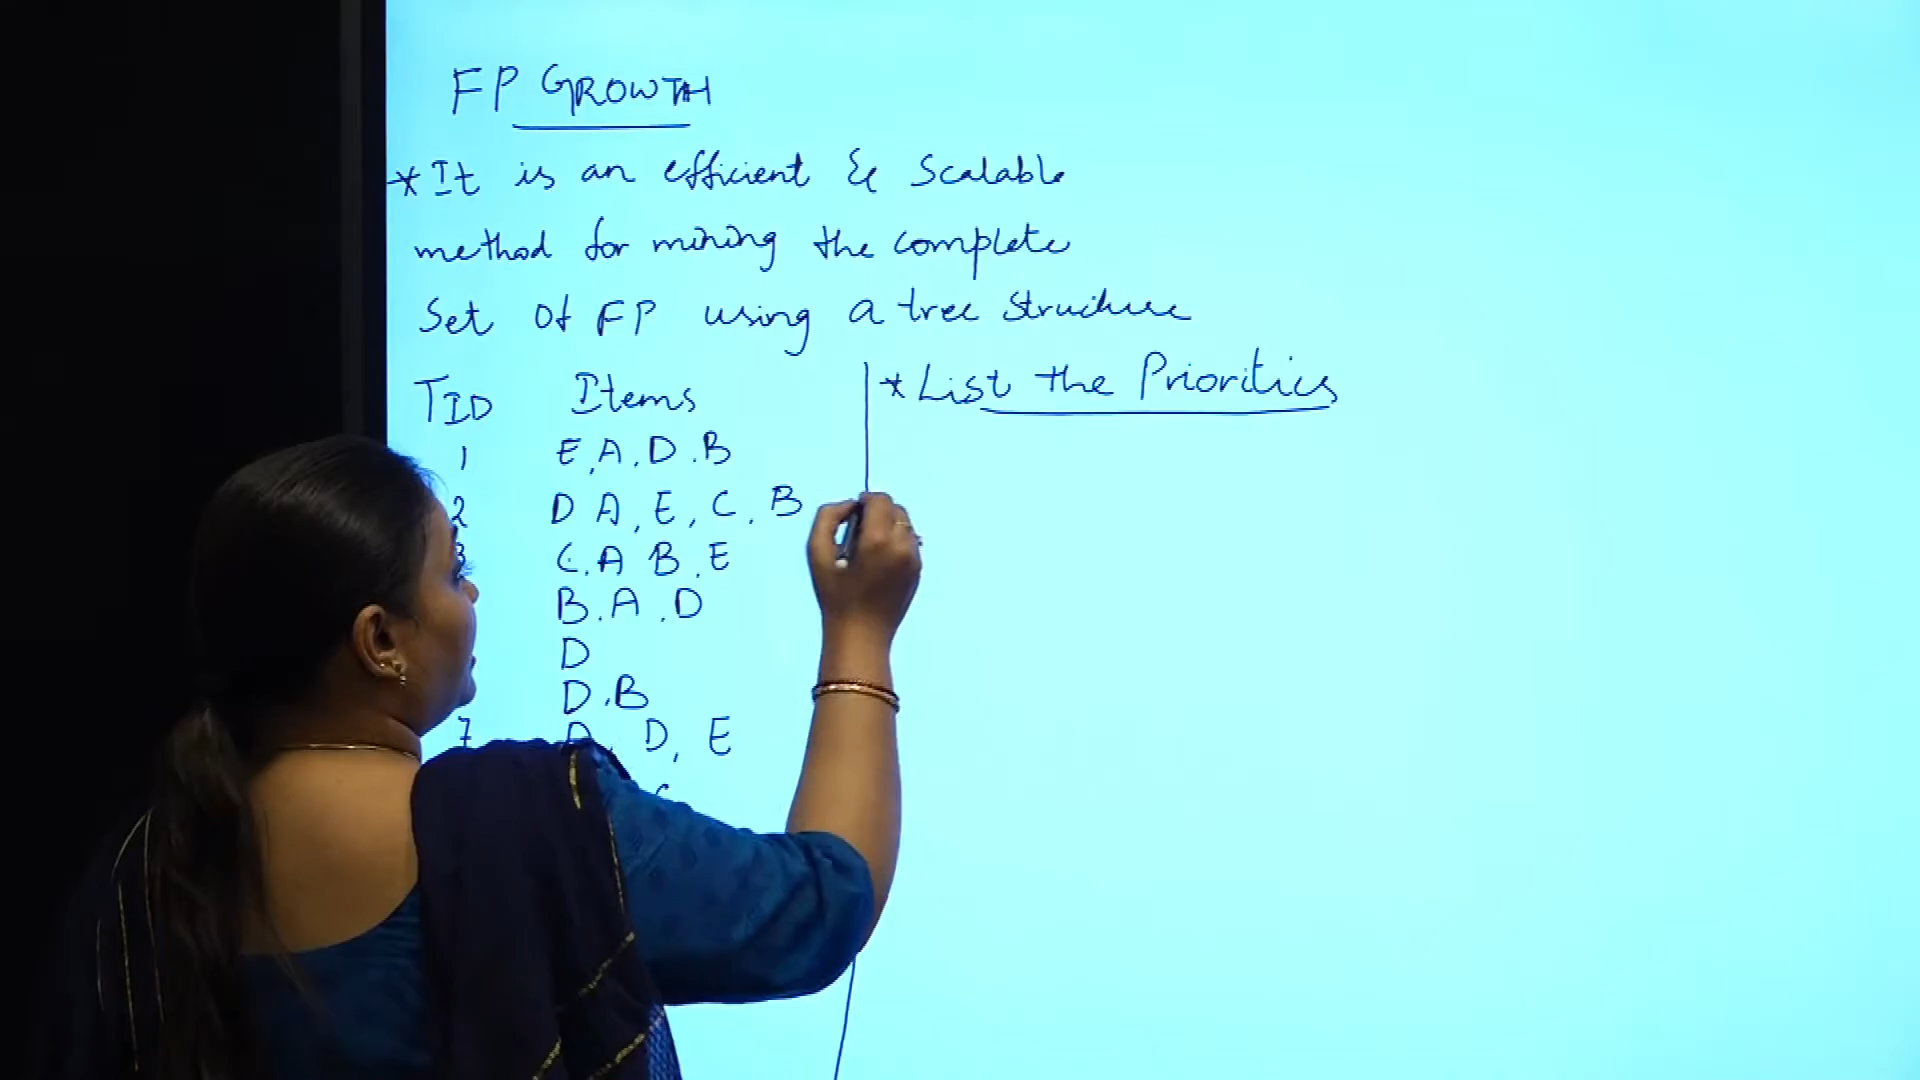 FP GROWTH
*It is an efficient & Scalable
method for mining the complete
Set Of FP using a tree structure
TID Items
1 E, A, D. B
2 D A, E, C, B
3 C. A B. E
B. A. D
D
D. B
7 A, D, E
C
*List the Priorities